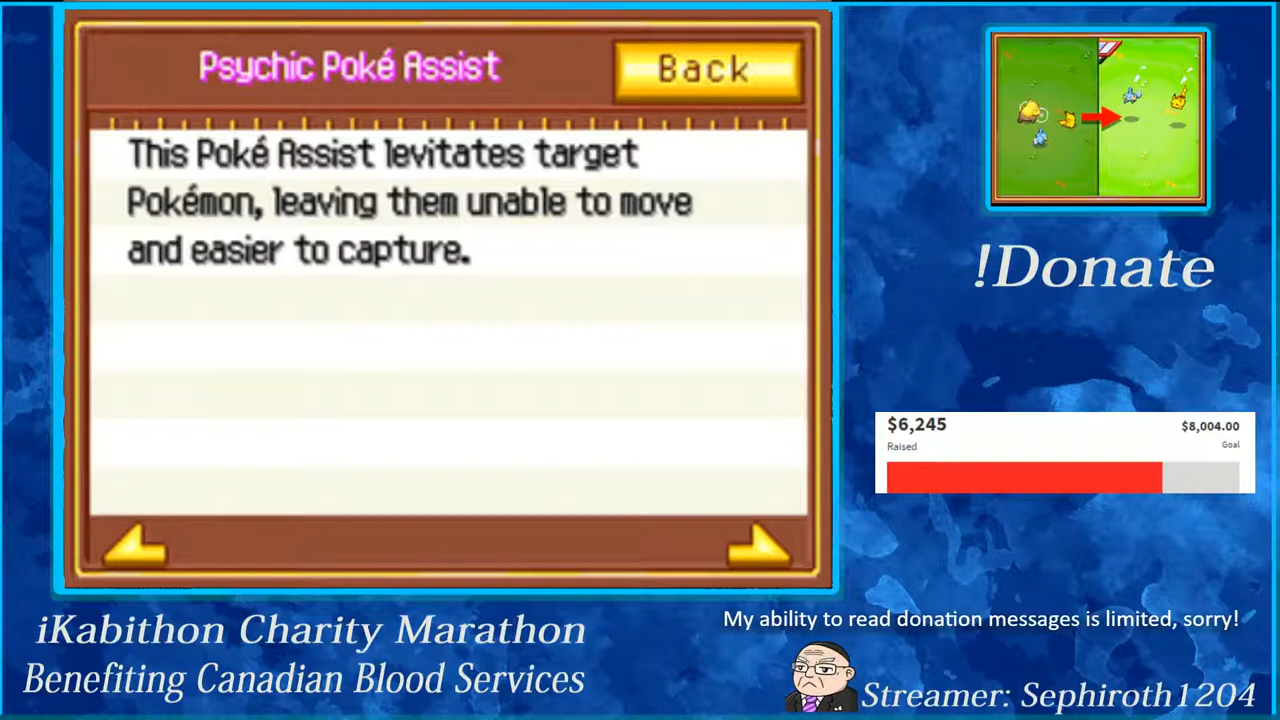 Psychic Poké Assist
Back
This Poké Assist levitates target
Pokémon, leaving them unable to move
and easier to capture.
!Donate
$6,245
$8,004.00
Raised
Goal
iKabithon Charity Marathon
Benefiting Canadian Blood Services
My ability to read donation messages is limited, sorry!
Streamer: Sephiroth1204